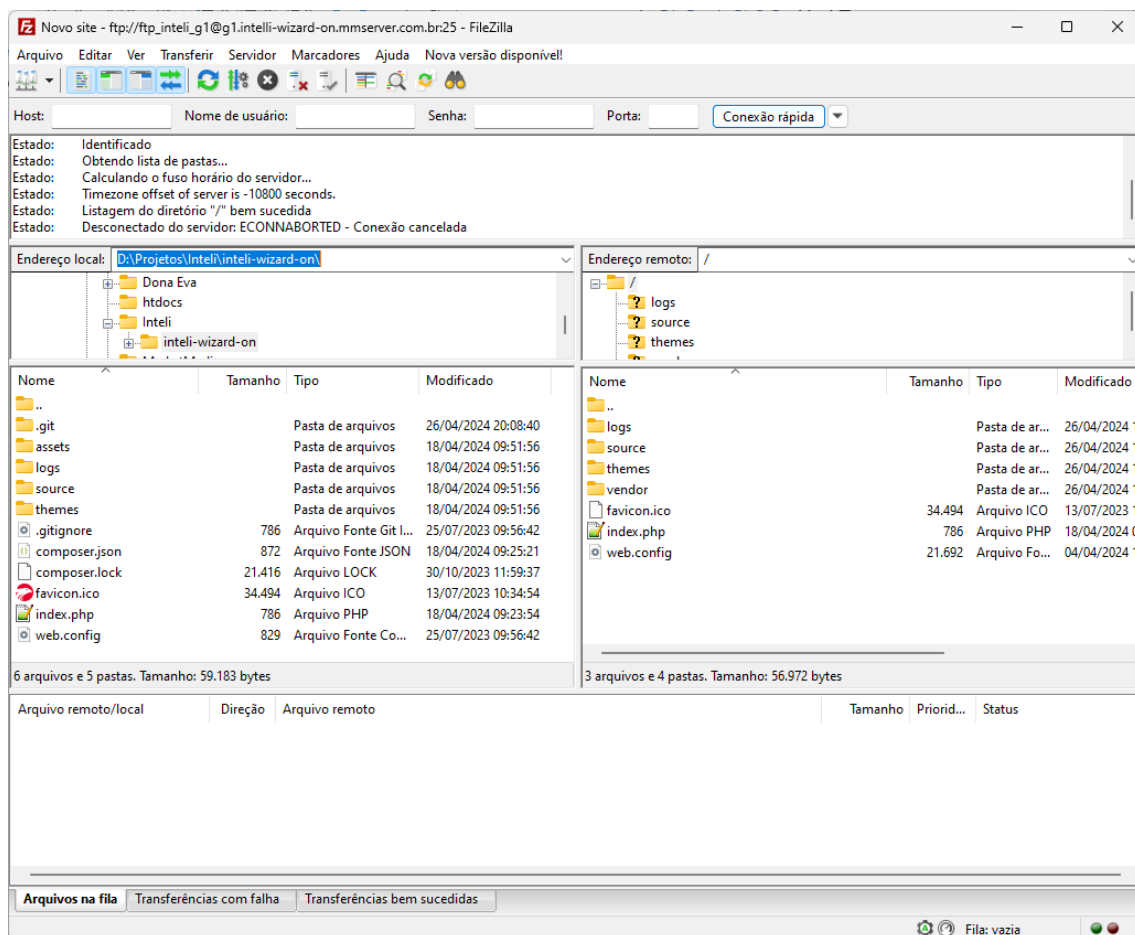 Novo site - ftp://ftp_inteli_g1@g1.intelli-wizard-on.mmserver.com.br:25 - FileZilla
Arquivo Editar Ver Transferir Servidor Marcadores Ajuda Nova versão disponível!
Host: Nome de usuário: Senha: Porta: Conexão rápida
Estado: Identificado
Estado: Obtendo lista de pastas...
Estado: Calculando o fuso horário do servidor...
Estado: Timezone offset of server is -10800 seconds.
Estado: Listagem do diretório "/" bem sucedida
Estado: Desconectado do servidor: ECONNABORTED - Conexão cancelada
Endereço local: D:\Projetos\Inteli\inteli-wizard-on\
Dona Eva
htdocs
Inteli
inteli-wizard-on
Nome Tamanho Tipo Modificado
..
.git Pasta de arquivos 26/04/2024 20:08:40
assets Pasta de arquivos 18/04/2024 09:51:56
logs Pasta de arquivos 18/04/2024 09:51:56
source Pasta de arquivos 18/04/2024 09:51:56
themes Pasta de arquivos 18/04/2024 09:51:56
.gitignore 786 Arquivo Fonte Git I... 25/07/2023 09:56:42
composer.json 872 Arquivo Fonte JSON 18/04/2024 09:25:21
composer.lock 21.416 Arquivo LOCK 30/10/2023 11:59:37
favicon.ico 34.494 Arquivo ICO 13/07/2023 10:34:54
index.php 786 Arquivo PHP 18/04/2024 09:23:54
web.config 829 Arquivo Fonte Co... 25/07/2023 09:56:42
6 arquivos e 5 pastas. Tamanho: 59.183 bytes
Endereço remoto: /
/
logs
source
themes
Nome Tamanho Tipo Modificado
..
logs Pasta de ar... 26/04/2024
source Pasta de ar... 26/04/2024
themes Pasta de ar... 26/04/2024
vendor Pasta de ar... 26/04/2024
favicon.ico 34.494 Arquivo ICO 13/07/2023
index.php 786 Arquivo PHP 18/04/2024
web.config 21.692 Arquivo Fo... 04/04/2024
3 arquivos e 4 pastas. Tamanho: 56.972 bytes
Arquivo remoto/local Direção Arquivo remoto Tamanho Priorid... Status
Arquivos na fila Transferências com falha Transferências bem sucedidas
Fila: vazia